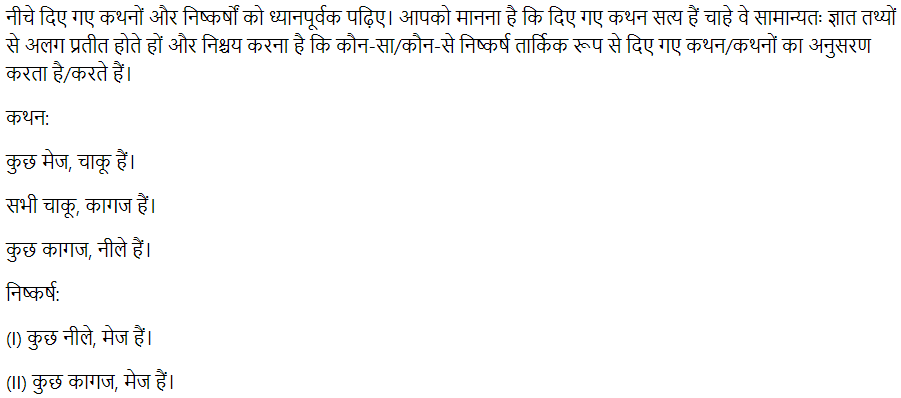 नीचे दिए गए कथनों और निष्कर्षों को ध्यानपूर्वक पढ़िए। आपको मानना है कि दिए गए कथन सत्य हैं चाहे वे सामान्यतः ज्ञात तथ्यों
से अलग प्रतीत होते हों और निश्चय करना है कि कौन-सा/कौन-से निष्कर्ष तार्किक रूप से दिए गए कथन/कथनों का अनुसरण
करता है/करते हैं।
कथन:
कुछ मेज, चाकू हैं।
सभी चाकू, कागज हैं।
कुछ कागज, नीले हैं।
निष्कर्ष:
(I) कुछ नीले, मेज हैं।
(II) कुछ कागज, मेज हैं।